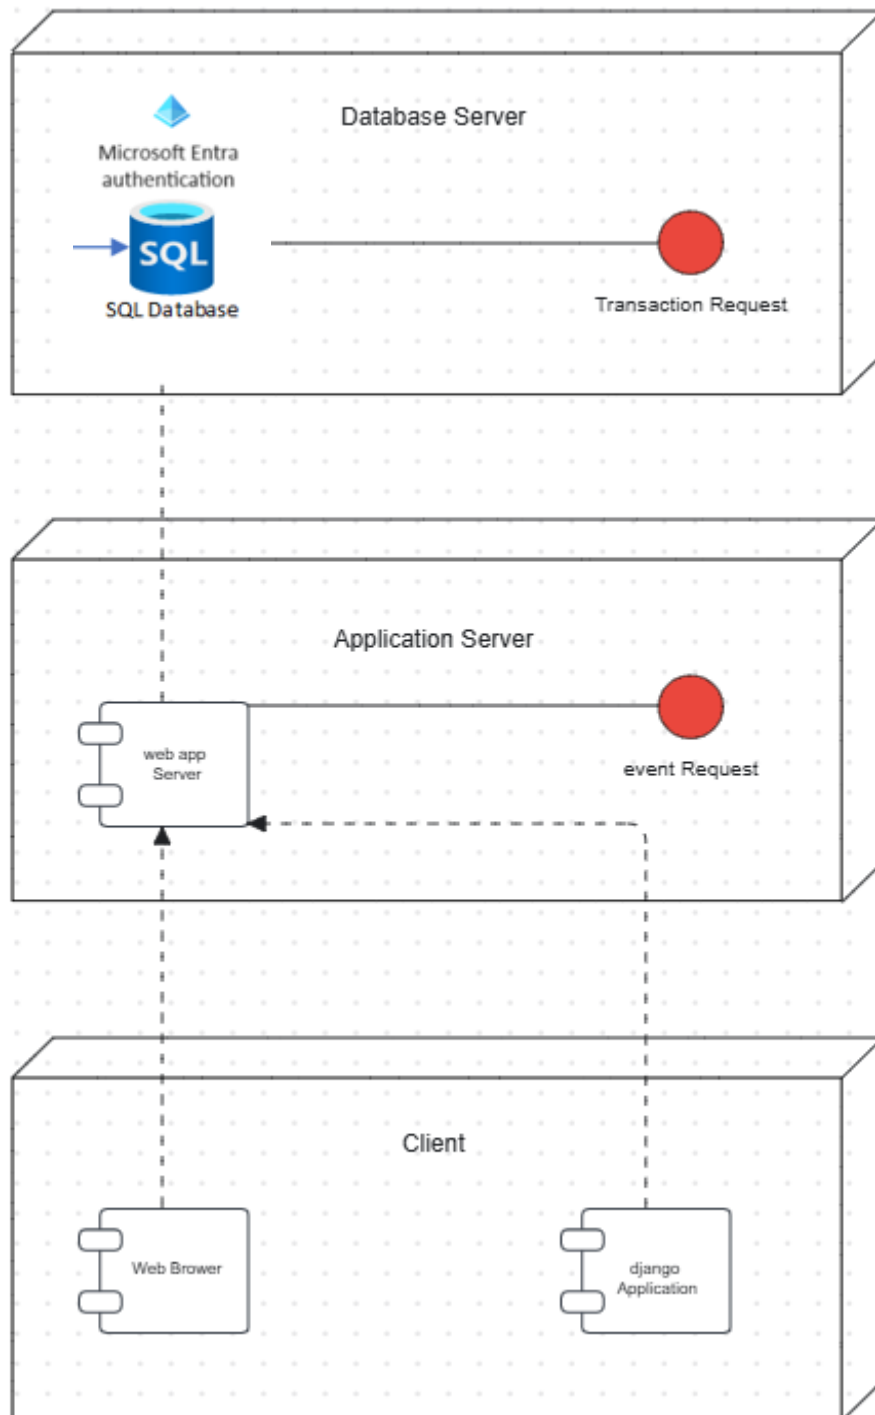 Database Server
Microsoft Entra
authentication
SQL
SQL Database
Transaction Request
Application Server
web app
Server
event Request
Client
Web Brower
django
Application